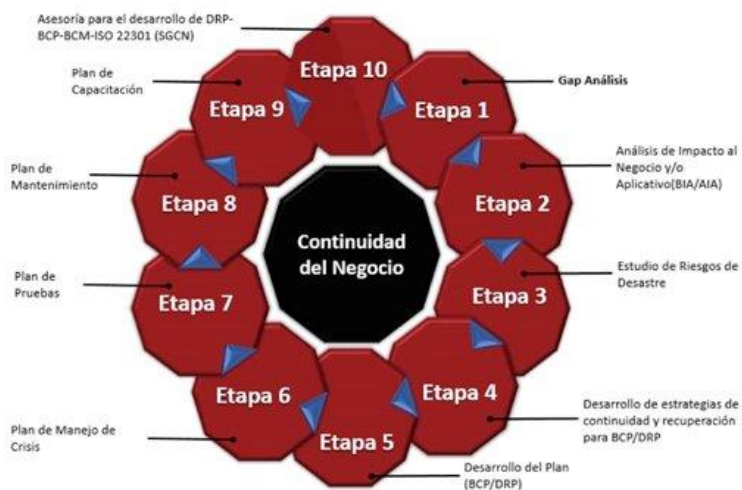 Asesoría para el desarrollo de DRP-
BCP-BCM-ISO 22301 (SGCN)
Etapa 10
Plan de
Capacitación
Etapa 9
Etapa 1
Gap Análisis
Plan de
Mantenimiento
Etapa 8
Etapa 2
Análisis de Impacto al
Negocio y/o
Aplicativo(BIA/AIA)
Continuidad
del Negocio
Plan de
Pruebas
Etapa 7
Etapa 3
Estudio de Riesgos de
Desastre
Plan de Manejo de
Crisis
Etapa 6
Etapa 4
Desarrollo de estrategias de
continuidad y recuperación
para BCP/DRP
Etapa 5
Desarrollo del Plan
(BCP/DRP)